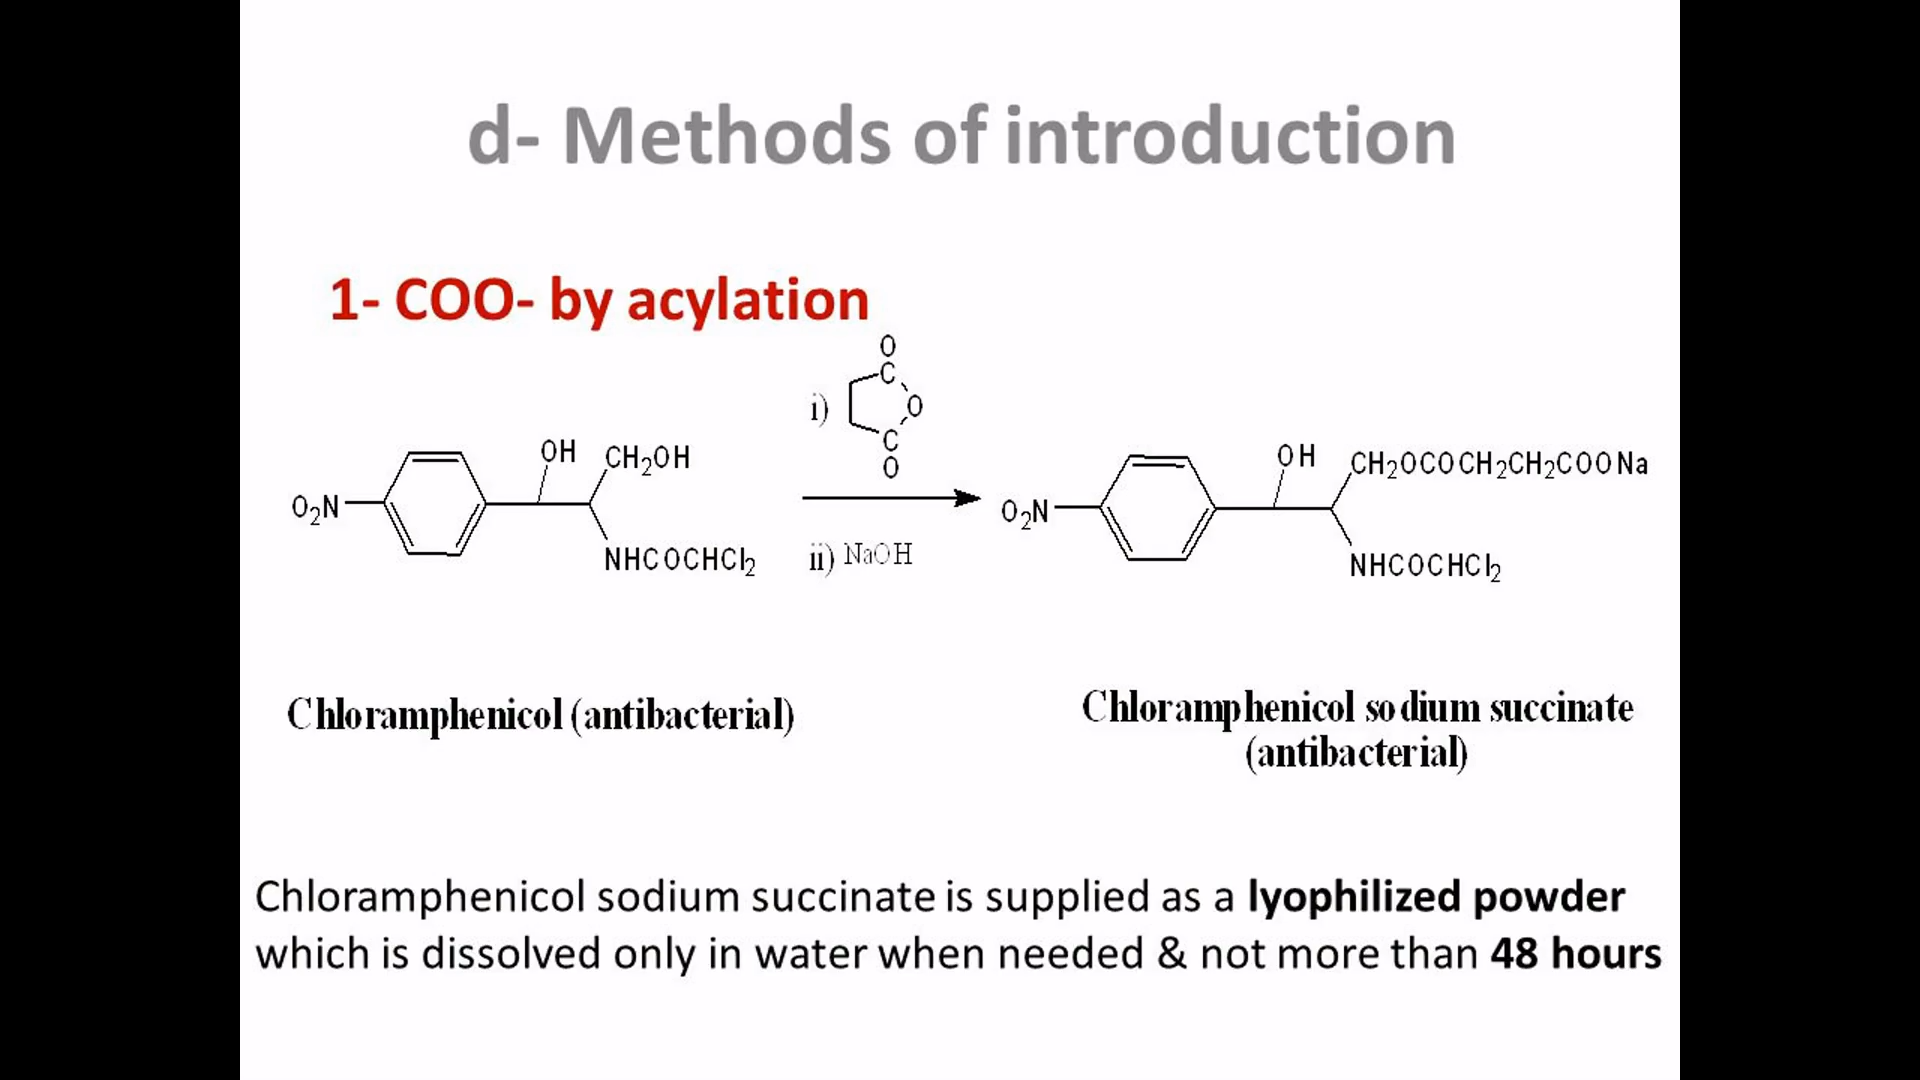 d- Methods of introduction
1- COO- by acylation
O
C
i)
O
C
O
OH
CH₂OH
O₂N
NHCOCHCl₂
ii) NaOH
OH
CH₂OCOCH₂CH₂COONa
O₂N
NHCOCHCl₂
Chloramphenicol (antibacterial)
Chloramphenicol sodium succinate
(antibacterial)
Chloramphenicol sodium succinate is supplied as a lyophilized powder
which is dissolved only in water when needed & not more than 48 hours